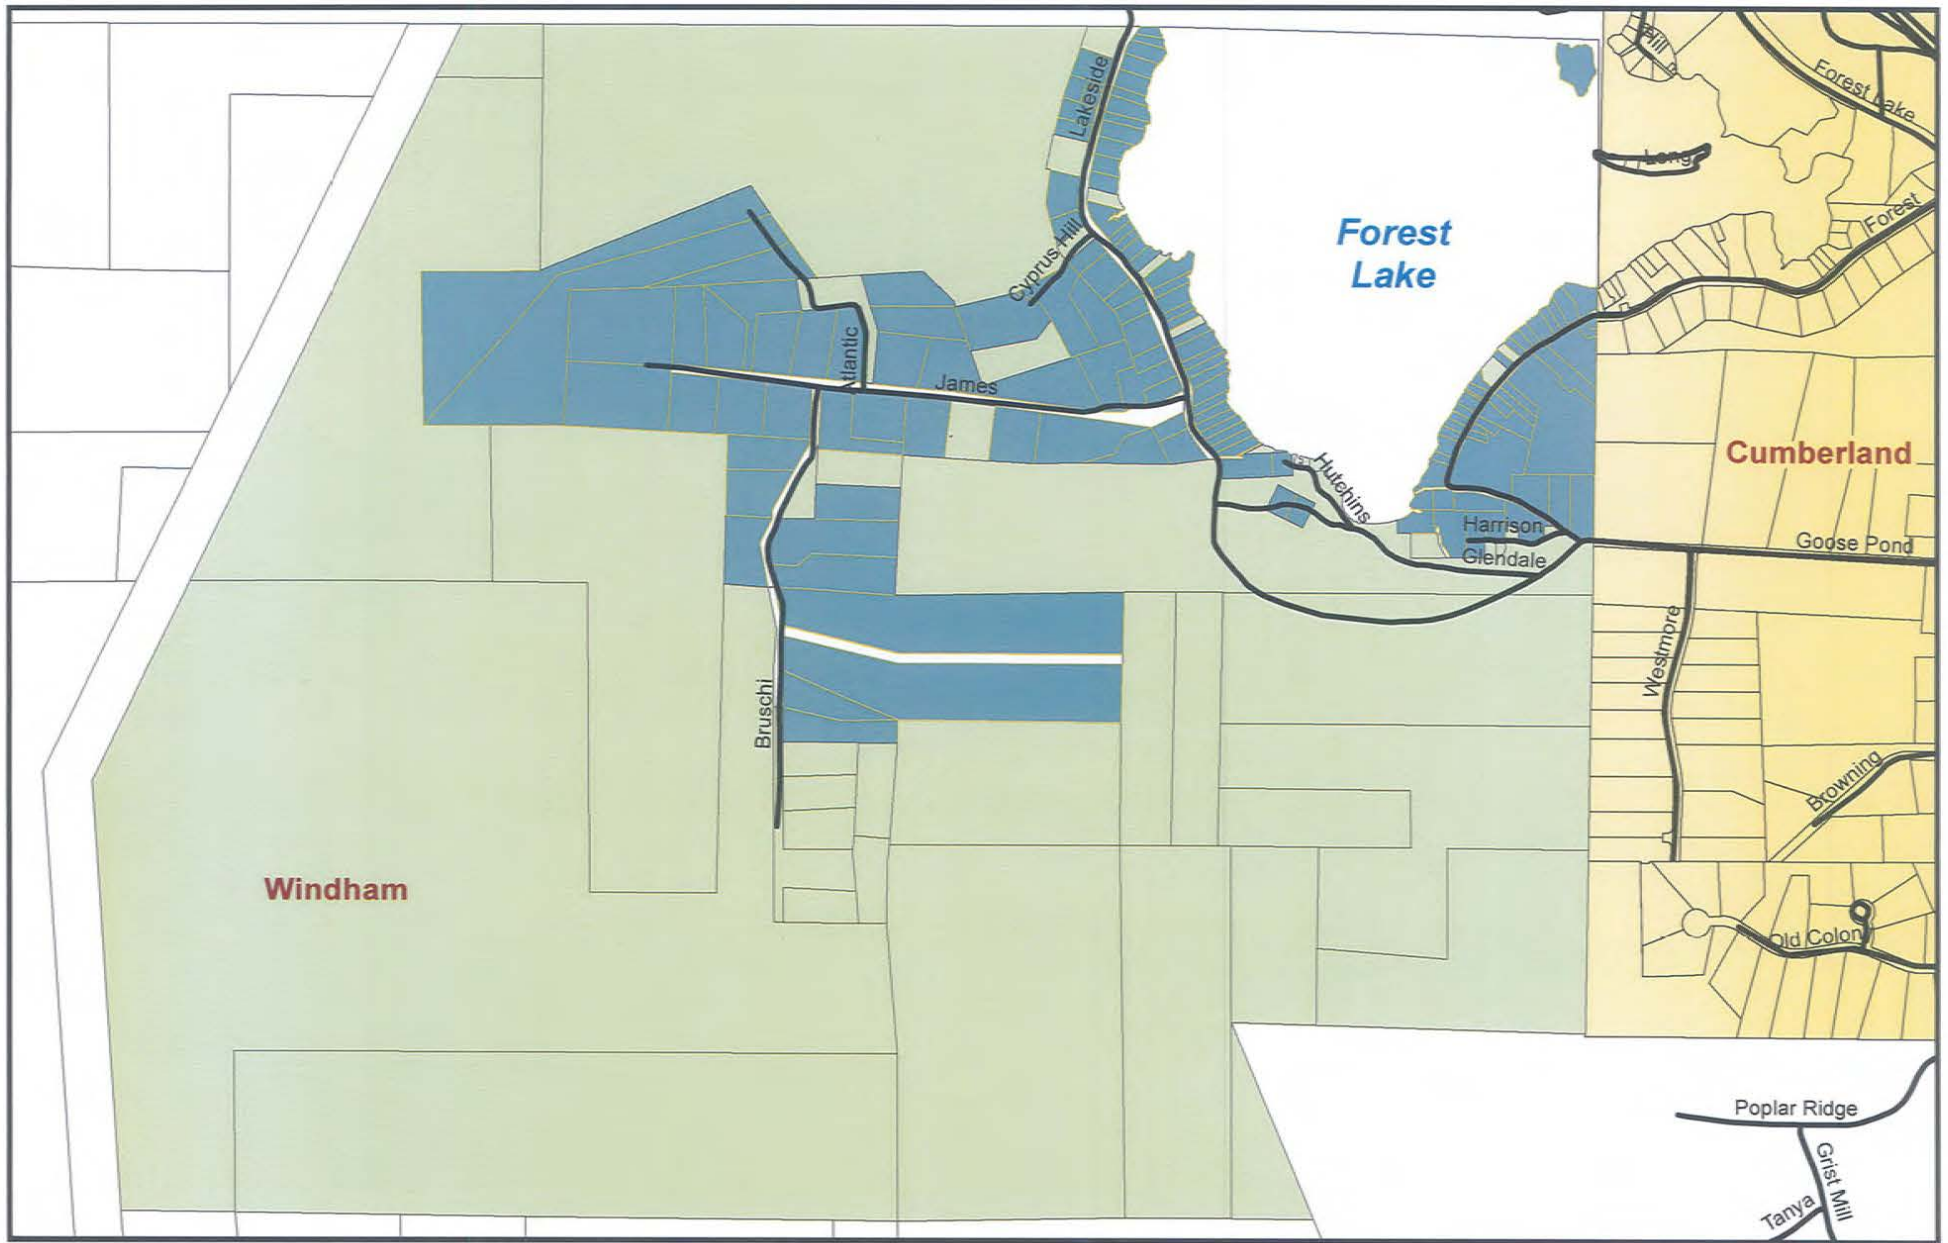 Hill
Forest Lake
Lakeside
Long
Forest
Cyprus Hill
Forest
Lake
Atlantic
James
Cumberland
Hutchins
Harrison
Goose Pond
Glendale
Westmore
Bruschi
Browning
Windham
Old Colon
Poplar Ridge
Grist Mill
Tanya